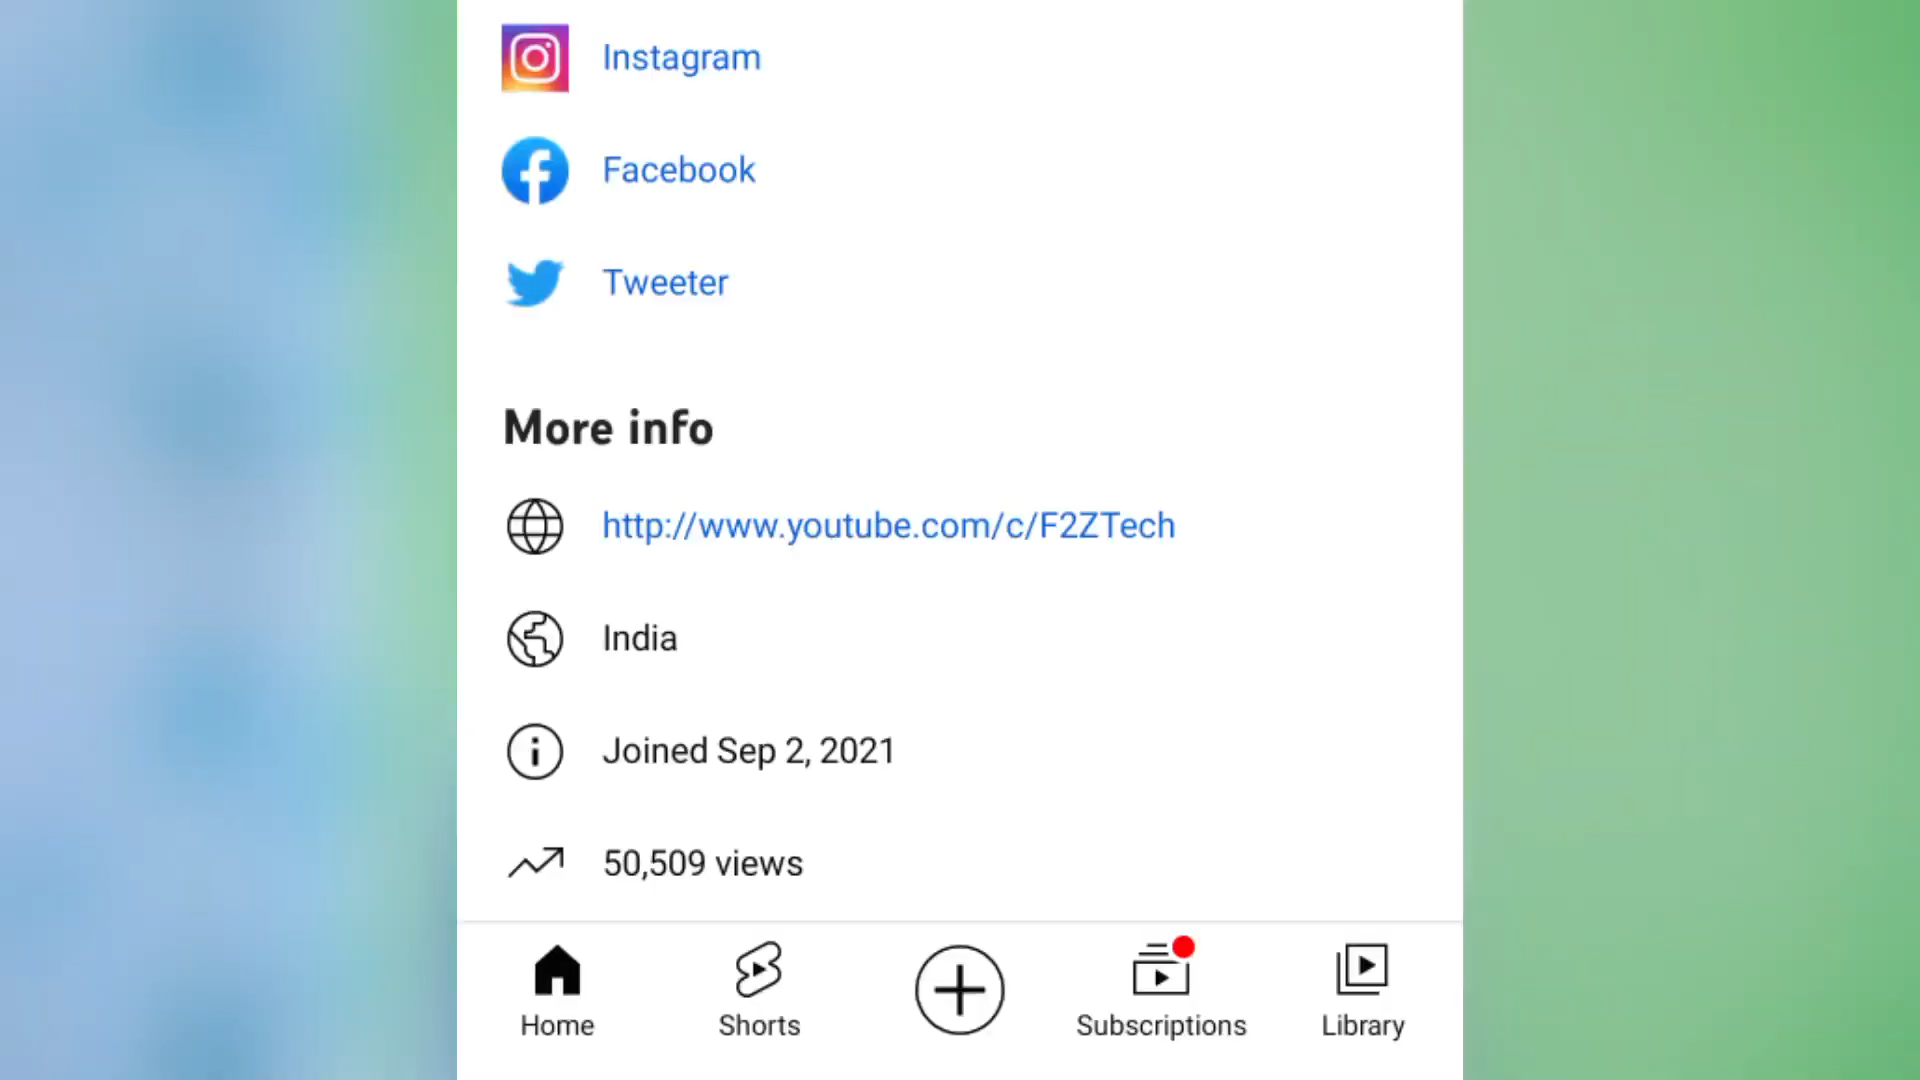 Instagram
Facebook
Tweeter
More info
http://www.youtube.com/c/F2ZTech
India
Joined Sep 2, 2021
50,509 views
Home
Shorts
Subscriptions
Library